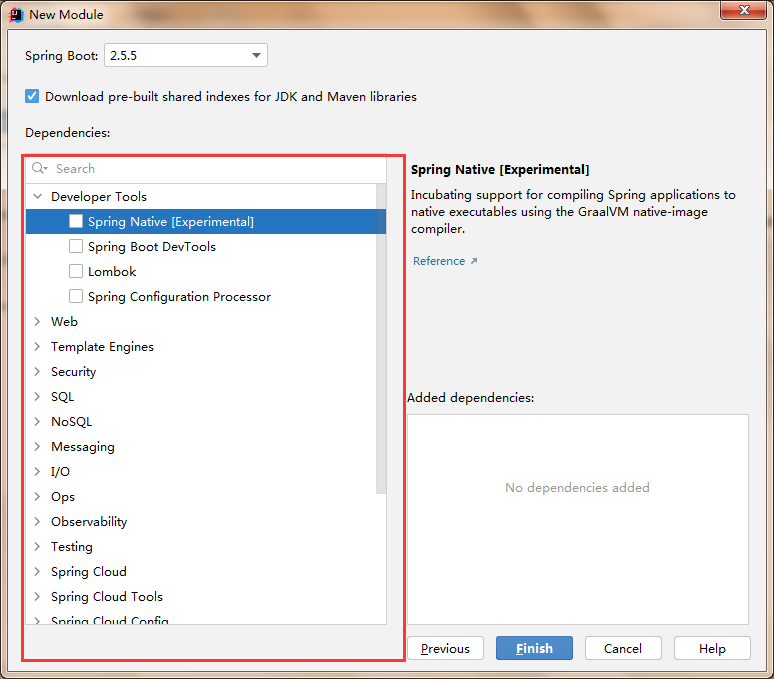 New Module
Spring Boot: 2.5.5
Download pre-built shared indexes for JDK and Maven libraries
Dependencies:
Search
Developer Tools
Spring Native [Experimental]
Spring Boot DevTools
Lombok
Spring Configuration Processor
Web
Template Engines
Security
SQL
NoSQL
Messaging
I/O
Ops
Observability
Testing
Spring Cloud
Spring Cloud Tools
Spring Cloud Config
Spring Native [Experimental]
Incubating support for compiling Spring applications to
native executables using the GraalVM native-image
compiler.
Reference
Added dependencies:
No dependencies added
Previous Finish Cancel Help